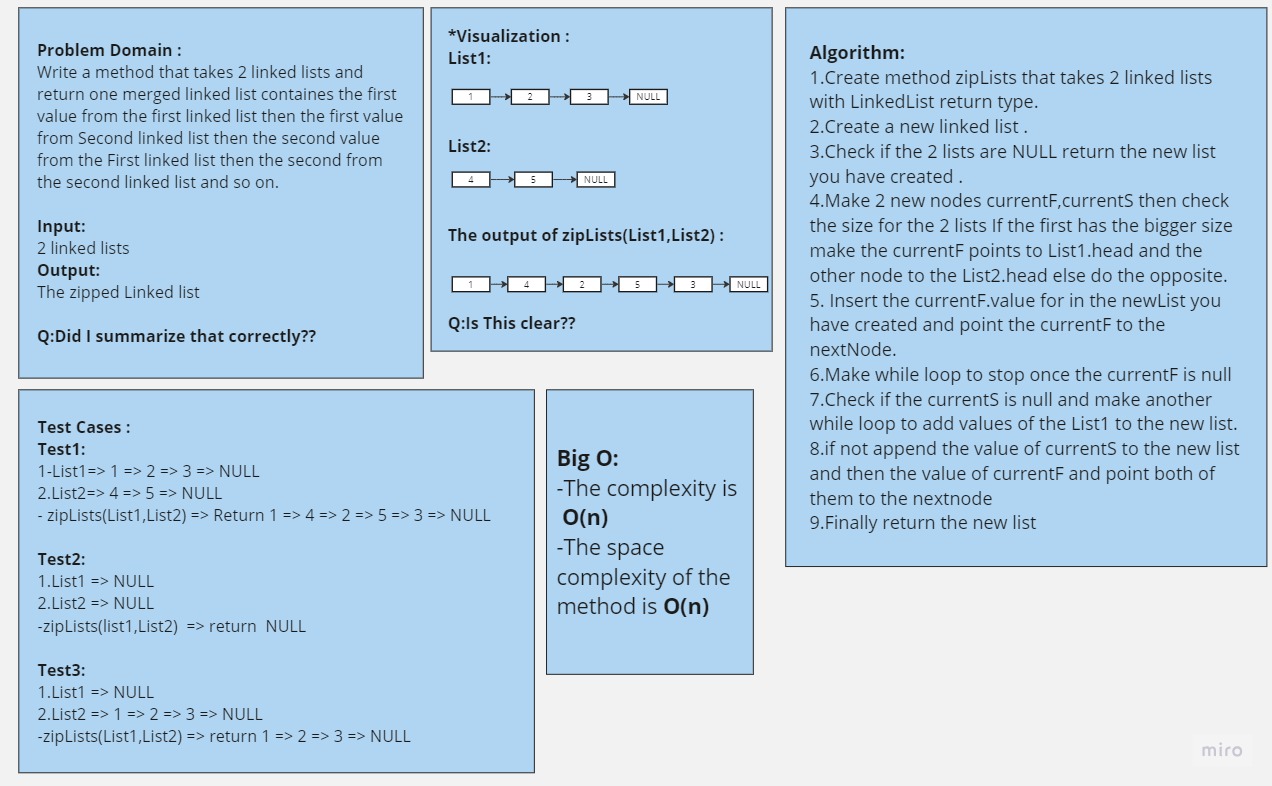 Problem Domain :
Write a method that takes 2 linked lists and
return one merged linked list containes the first
value from the first linked list then the first value
from Second linked list then the second value
from the First linked list then the second from
the second linked list and so on.
Input:
2 linked lists
Output:
The zipped Linked list
Q:Did I summarize that correctly??
*Visualization :
List1:
1 2 3 NULL
List2:
4 5 NULL
The output of zipLists(List1,List2) :
1 4 2 5 3 NULL
Q:Is This clear??
Algorithm:
1.Create method zipLists that takes 2 linked lists
with LinkedList return type.
2.Create a new linked list .
3.Check if the 2 lists are NULL return the new list
you have created .
4.Make 2 new nodes currentF,currentS then check
the size for the 2 lists If the first has the bigger size
make the currentF points to List1.head and the
other node to the List2.head else do the opposite.
5. Insert the currentF.value for in the newList you
have created and point the currentF to the
nextNode.
6.Make while loop to stop once the currentF is null
7.Check if the currentS is null and make another
while loop to add values of the List1 to the new list.
8.if not append the value of currentS to the new list
and then the value of currentF and point both of
them to the nextnode
9.Finally return the new list
Test Cases :
Test1:
1-List1=> 1 => 2 => 3 => NULL
2.List2=> 4 => 5 => NULL
- zipLists(List1,List2) => Return 1 => 4 => 2 => 5 => 3 => NULL
Test2:
1.List1 => NULL
2.List2 => NULL
-zipLists(list1,List2)  => return  NULL
Test3:
1.List1 => NULL
2.List2 => 1 => 2 => 3 => NULL
-zipLists(List1,List2) => return 1 => 2 => 3 => NULL
Big O:
-The complexity is
O(n)
-The space
complexity of the
method is O(n)
miro